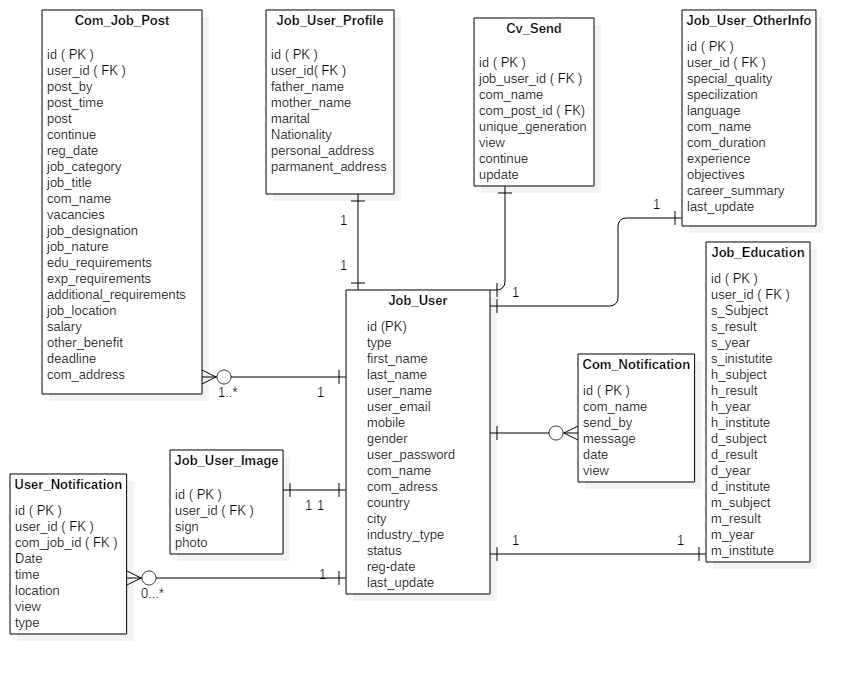 Com_Job_Post
id ( PK )
user_id ( FK )
post_by
post_time
post
continue
reg_date
job_category
job_title
com_name
vacancies
job_designation
job_nature
edu_requirements
exp_requirements
additional_requirements
job_location
salary
other_benefit
deadline
com_address
Job_User_Profile
id ( PK )
user_id( FK )
father_name
mother_name
marital
Nationality
personal_address
parmanent_address
Cv_Send
id ( PK )
job_user_id ( FK )
com_name
com_post_id ( FK)
unique_generation
view
continue
update
Job_User_OtherInfo
id ( PK )
user_id ( FK )
special_quality
specilization
language
com_name
com_duration
experience
objectives
career_summary
last_update
1
1
1
1
Job_User
id (PK)
type
first_name
last_name
user_name
user_email
mobile
gender
user_password
com_name
com_adress
country
city
industry_type
status
reg-date
last_update
Job_Education
id ( PK )
user_id ( FK )
s_Subject
s_result
s_year
s_inistutite
h_subject
h_result
h_year
h_institute
d_subject
d_result
d_year
d_institute
m_subject
m_result
m_year
m_institute
Com_Notification
id ( PK )
com_name
send_by
message
date
view
1..*
1
Job_User_Image
id ( PK )
user_id ( FK )
sign
photo
1 1
User_Notification
id ( PK )
user_id ( FK )
com_job_id ( FK )
Date
time
location
view
type
0...*
1
1
1